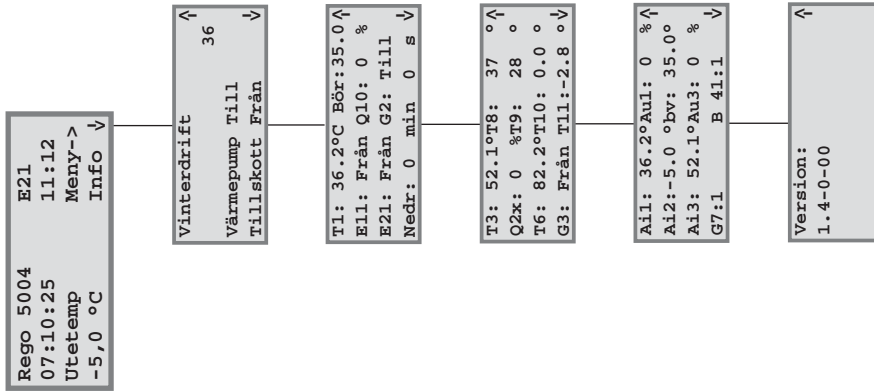 Rego 5004 E21
07:10:25 11:12
Utetemp Meny->
-5,0 °C Info ↓
Vinterdrift ↑
36
Värmepump Till
Tillskott Från ↓
T1: 36.2°C Bör:35.0↑
E11: Från Q10: 0 %
E21: Från G2: Till
Nedr: 0 min 0 s↓
T3: 52.1°T8: 37 °↑
Q2x: 0 %T9: 28 °
T6: 82.2°T10: 0.0 °
G3: Från T11:-2.8 °↓
Ai1: 36.2°Au1: 0 %↑
Ai2:-5.0 °bv: 35.0°
Ai3: 52.1°Au3: 0 %
G7:1 B 41:1 ↓
Version: ↑
1.4-0-00